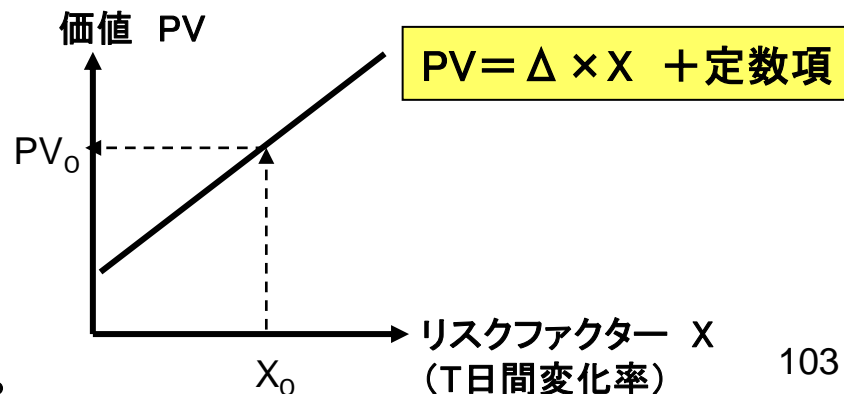 価値 PV
PV＝Δ×X ＋定数項
PV₀
リスクファクター X
（T日間変化率）
X₀
103
。